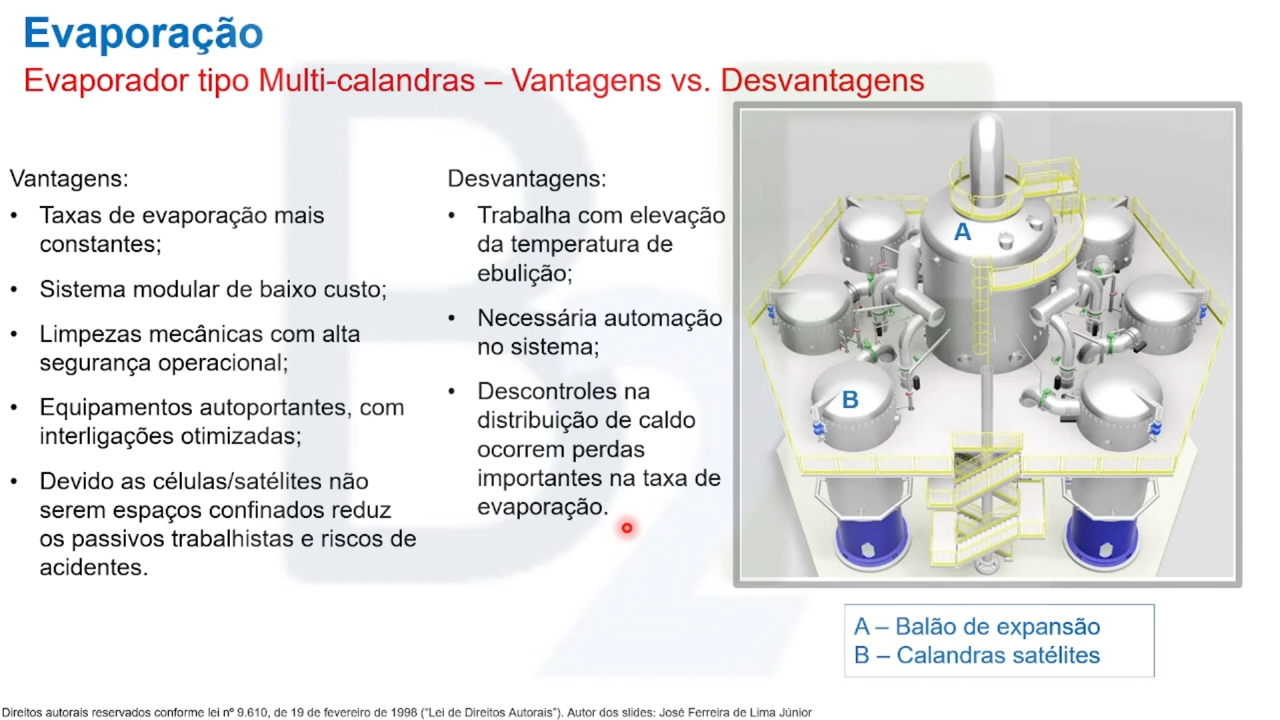 Evaporação
Evaporador tipo Multi-calandras – Vantagens vs. Desvantagens
Vantagens:
• Taxas de evaporação mais
constantes;
• Sistema modular de baixo custo;
• Limpezas mecânicas com alta
segurança operacional;
• Equipamentos autoportantes, com
interligações otimizadas;
• Devido as células/satélites não
serem espaços confinados reduz
os passivos trabalhistas e riscos de
acidentes.
Desvantagens:
• Trabalha com elevação
da temperatura de
ebulição;
• Necessária automação
no sistema;
• Descontroles na
distribuição de caldo
ocorrem perdas
importantes na taxa de
evaporação.
A
B
A – Balão de expansão
B – Calandras satélites
Direitos autorais reservados conforme lei nº 9.610, de 19 de fevereiro de 1998 (“Lei de Direitos Autorais”). Autor dos slides: José Ferreira de Lima Júnior